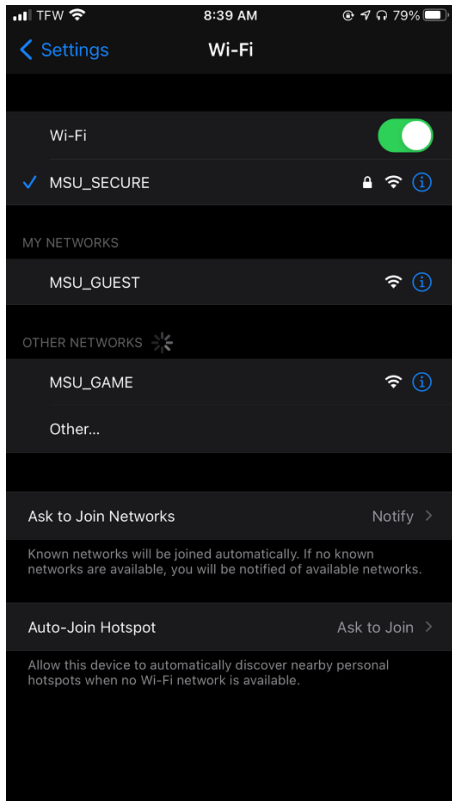 TFW 8:39 AM 79%
Settings Wi-Fi
Wi-Fi
MSU_SECURE
MY NETWORKS
MSU_GUEST
OTHER NETWORKS
MSU_GAME
Other...
Ask to Join Networks Notify
Known networks will be joined automatically. If no known
networks are available, you will be notified of available networks.
Auto-Join Hotspot Ask to Join
Allow this device to automatically discover nearby personal
hotspots when no Wi-Fi network is available.